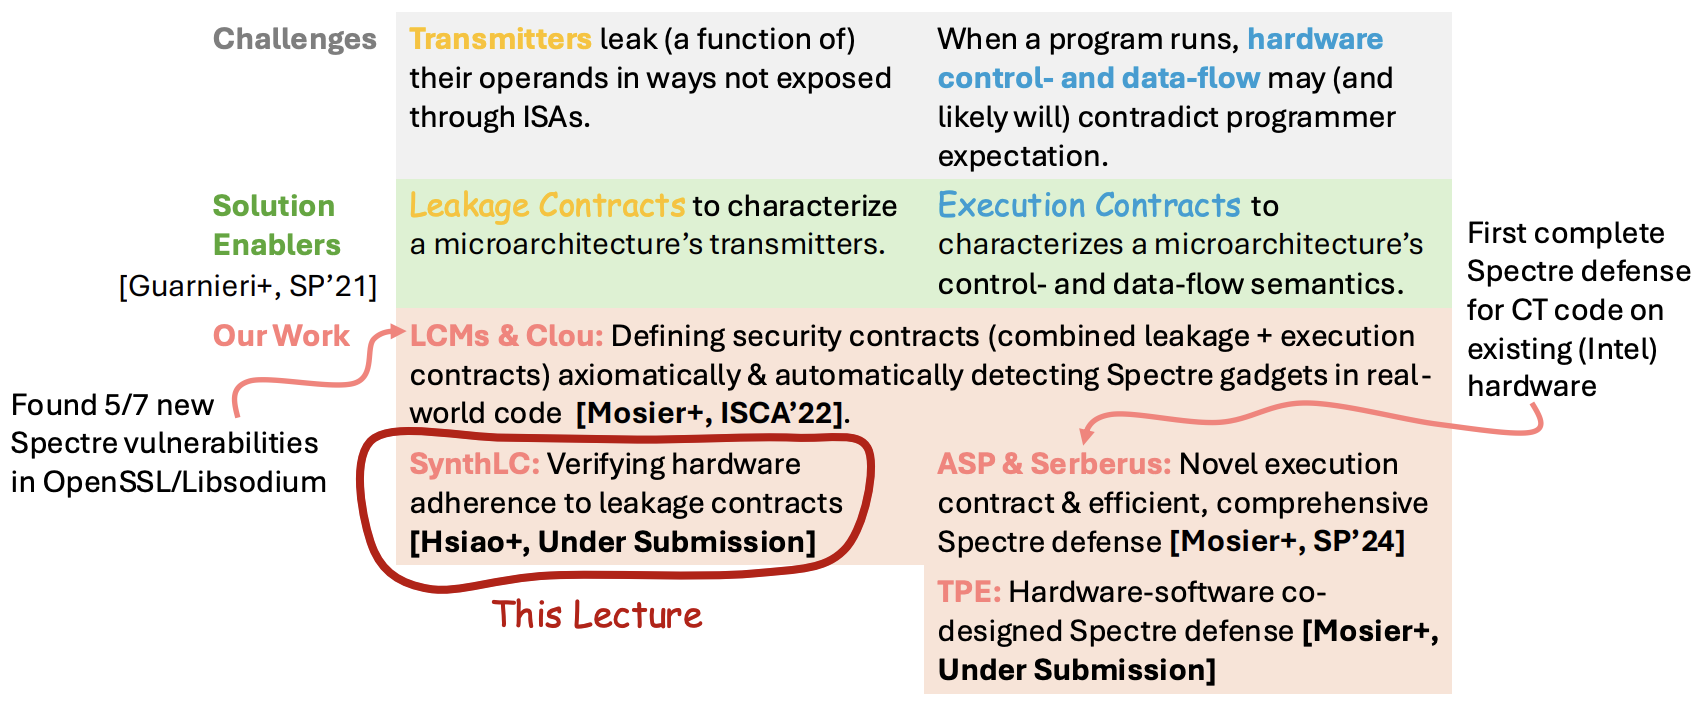 Challenges
Transmitters leak (a function of)
their operands in ways not exposed
through ISAs.
When a program runs, hardware
control- and data-flow may (and
likely will) contradict programmer
expectation.
Solution
Enablers
[Guarnieri+, SP’21]
Leakage Contracts to characterize
a microarchitecture’s transmitters.
Execution Contracts to
characterizes a microarchitecture’s
control- and data-flow semantics.
First complete
Spectre defense
for CT code on
existing (Intel)
hardware
Our Work
LCMs & Clou: Defining security contracts (combined leakage + execution
contracts) axiomatically & automatically detecting Spectre gadgets in real-
world code [Mosier+, ISCA’22].
Found 5/7 new
Spectre vulnerabilities
in OpenSSL/Libsodium
SynthLC: Verifying hardware
adherence to leakage contracts
[Hsiao+, Under Submission]
This Lecture
ASP & Serberus: Novel execution
contract & efficient, comprehensive
Spectre defense [Mosier+, SP’24]
TPE: Hardware-software co-
designed Spectre defense [Mosier+,
Under Submission]